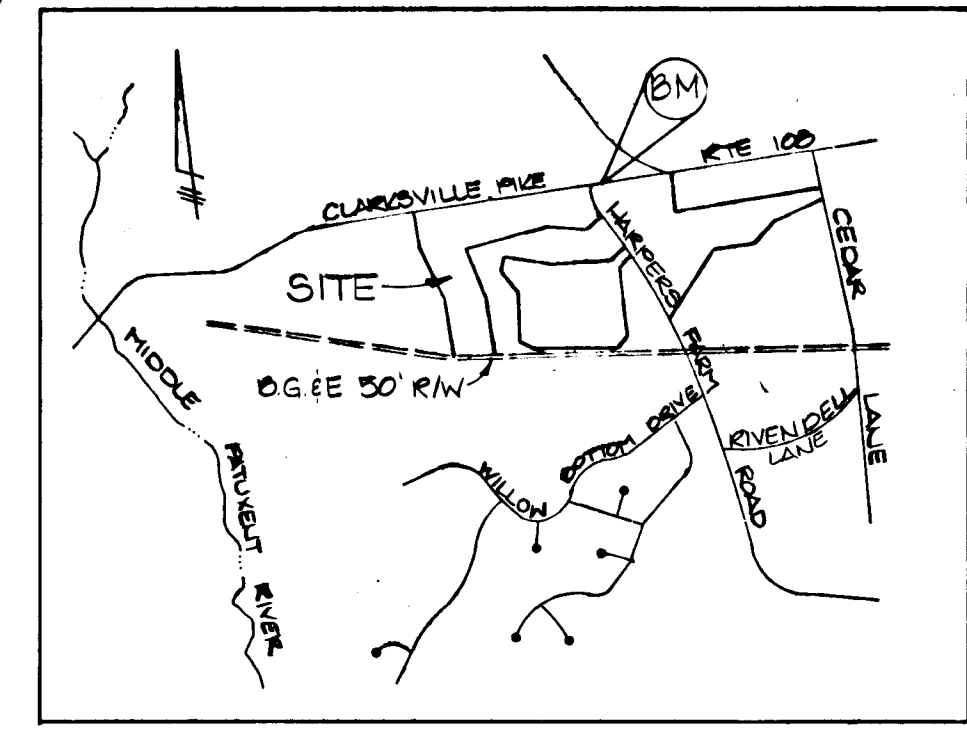 BM
RTE 108
CLARKSVILLE PIKE
HARPERS FARM ROAD
CEDAR LANE
SITE
MIDDLE PATUXENT RIVER
B.G.&E 50' R/W
WILLOW BOTTOM DRIVE
RIVENDELL
LANE